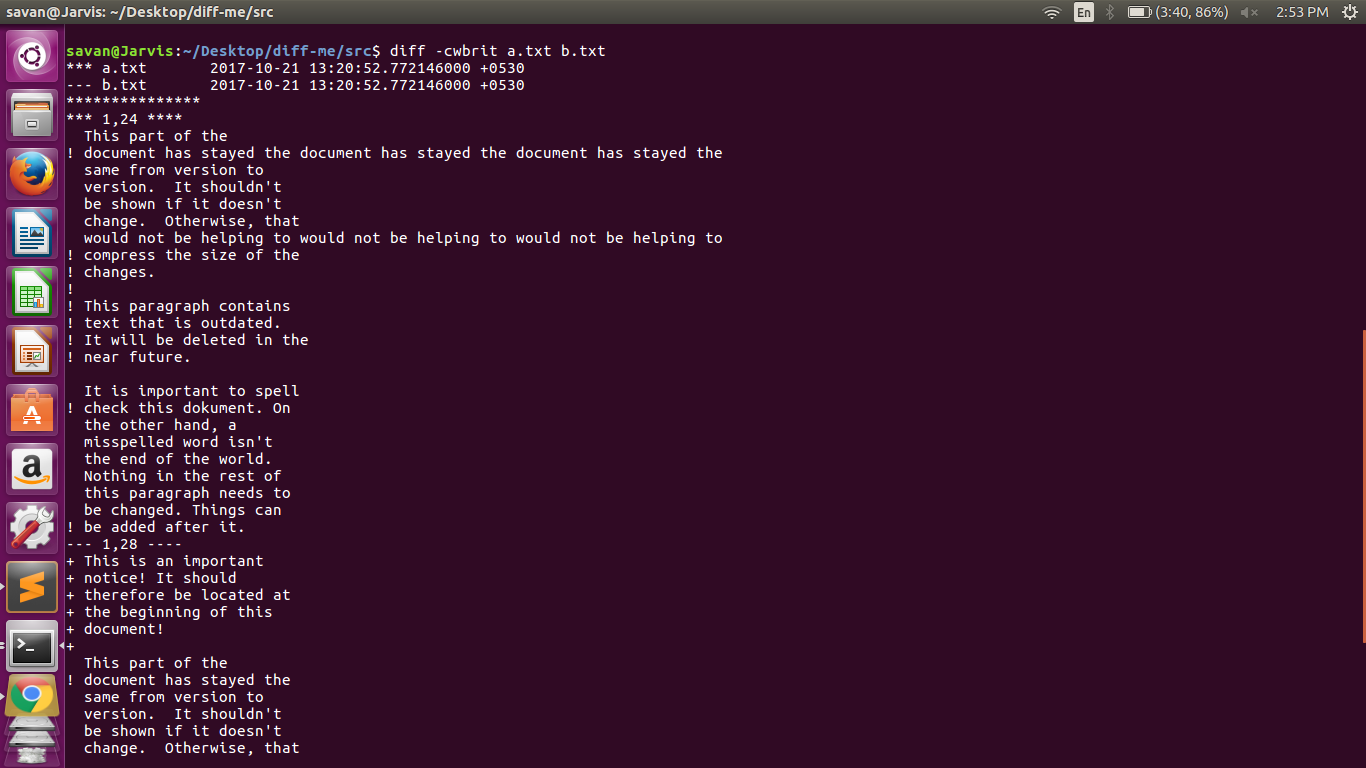 savan@Jarvis: ~/Desktop/diff-me/src
En
(3:40, 86%)
2:53 PM
savan@Jarvis:~/Desktop/diff-me/src$ diff -cwbrit a.txt b.txt
*** a.txt       2017-10-21 13:20:52.772146000 +0530
--- b.txt       2017-10-21 13:20:52.772146000 +0530
***************
*** 1,24 ****
  This part of the
! document has stayed the document has stayed the document has stayed the
  same from version to
  version.  It shouldn't
  be shown if it doesn't
  change.  Otherwise, that
  would not be helping to would not be helping to would not be helping to
! compress the size of the
! changes.
!
! This paragraph contains
! text that is outdated.
! It will be deleted in the
! near future.

  It is important to spell
! check this dokument. On
  the other hand, a
  misspelled word isn't
  the end of the world.
  Nothing in the rest of
  this paragraph needs to
  be changed. Things can
! be added after it.
--- 1,28 ----
+ This is an important
+ notice! It should
+ therefore be located at
+ the beginning of this
+ document!
+
  This part of the
! document has stayed the
  same from version to
  version.  It shouldn't
  be shown if it doesn't
  change.  Otherwise, that